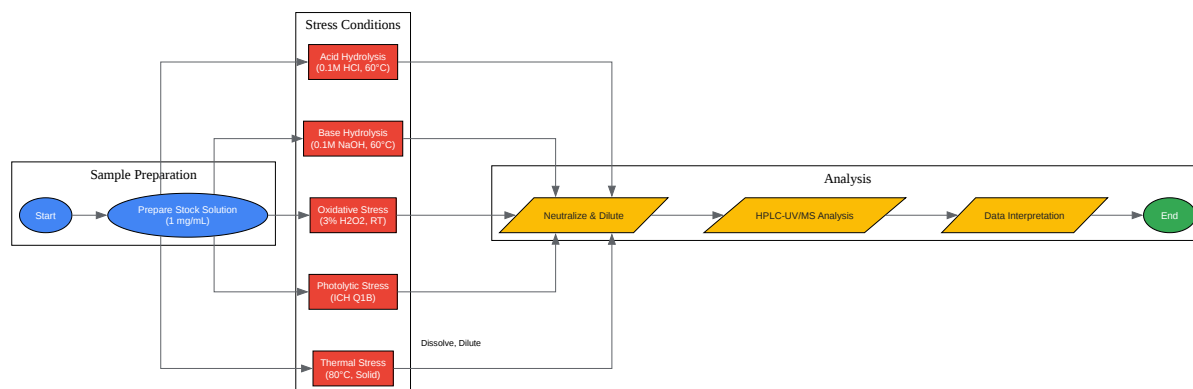 Stress Conditions
Acid Hydrolysis
(0.1M HCl, 60°C)
Base Hydrolysis
(0.1M NaOH, 60°C)
Sample Preparation
Start
Prepare Stock Solution
(1 mg/mL)
Oxidative Stress
(3% H2O2, RT)
Photolytic Stress
(ICH Q1B)
Thermal Stress
(80°C, Solid)
Dissolve, Dilute
Analysis
Neutralize & Dilute
HPLC-UV/MS Analysis
Data Interpretation
End